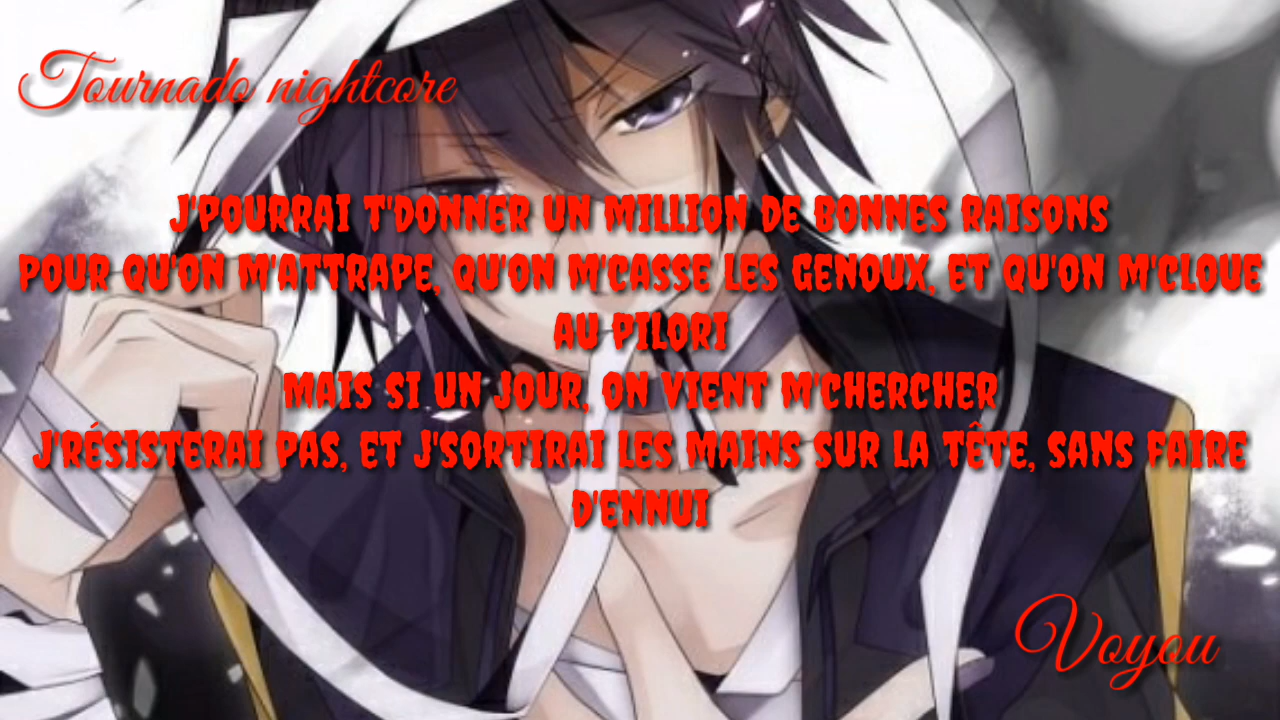 Tournado nightcore
J'POURRAI T'DONNER UN MILLION DE BONNES RAISONS
POUR QU'ON M'ATTRAPE, QU'ON M'CASSE LES GENOUX, ET QU'ON M'CLOUE
AU PILORI
MAIS SI UN JOUR, ON VIENT M'CHERCHER
J'RÉSISTERAI PAS, ET J'SORTIRAI LES MAINS SUR LA TÊTE, SANS FAIRE
D'ENNUI
Voyou